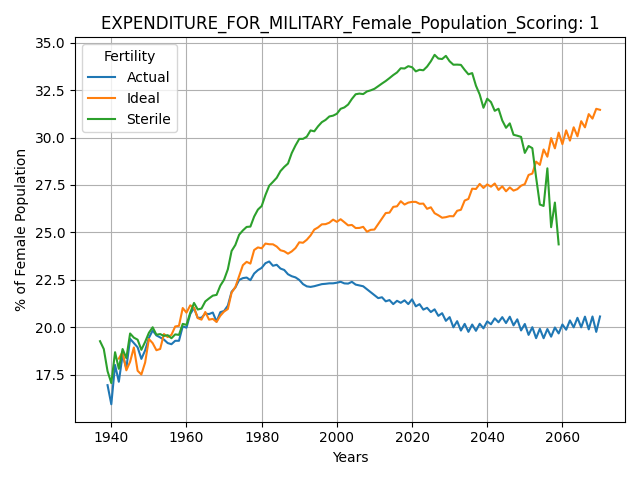 EXPENDITURE_FOR_MILITARY_Female_Population_Scoring: 1
Fertility
Actual
Ideal
Sterile
% of Female Population
35.0
32.5
30.0
27.5
25.0
22.5
20.0
17.5
1940 1960 1980 2000 2020 2040 2060
Years